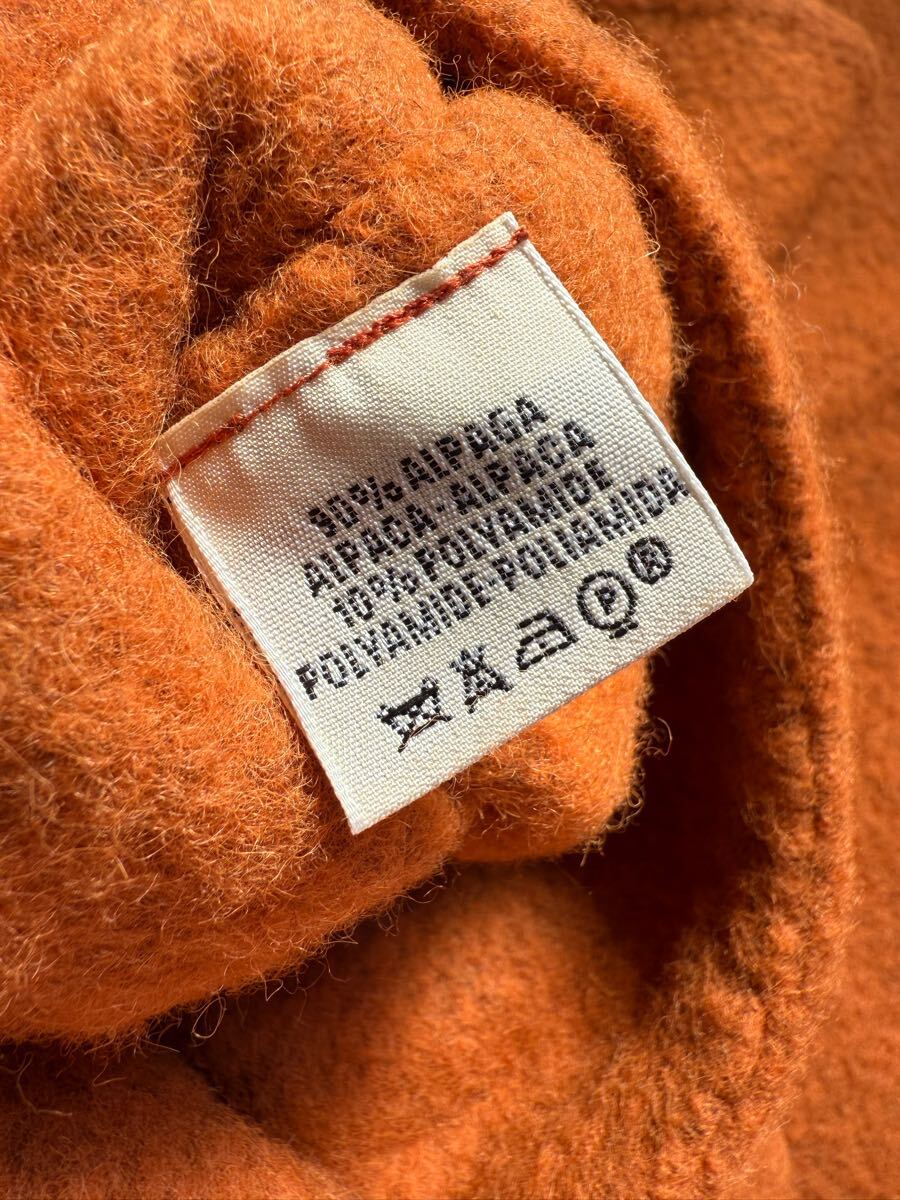 90% ALPAGA
ALPACA-ALPACA
10% POLYAMIDE
POLYAMIDE-POLIAMIDA
P ®